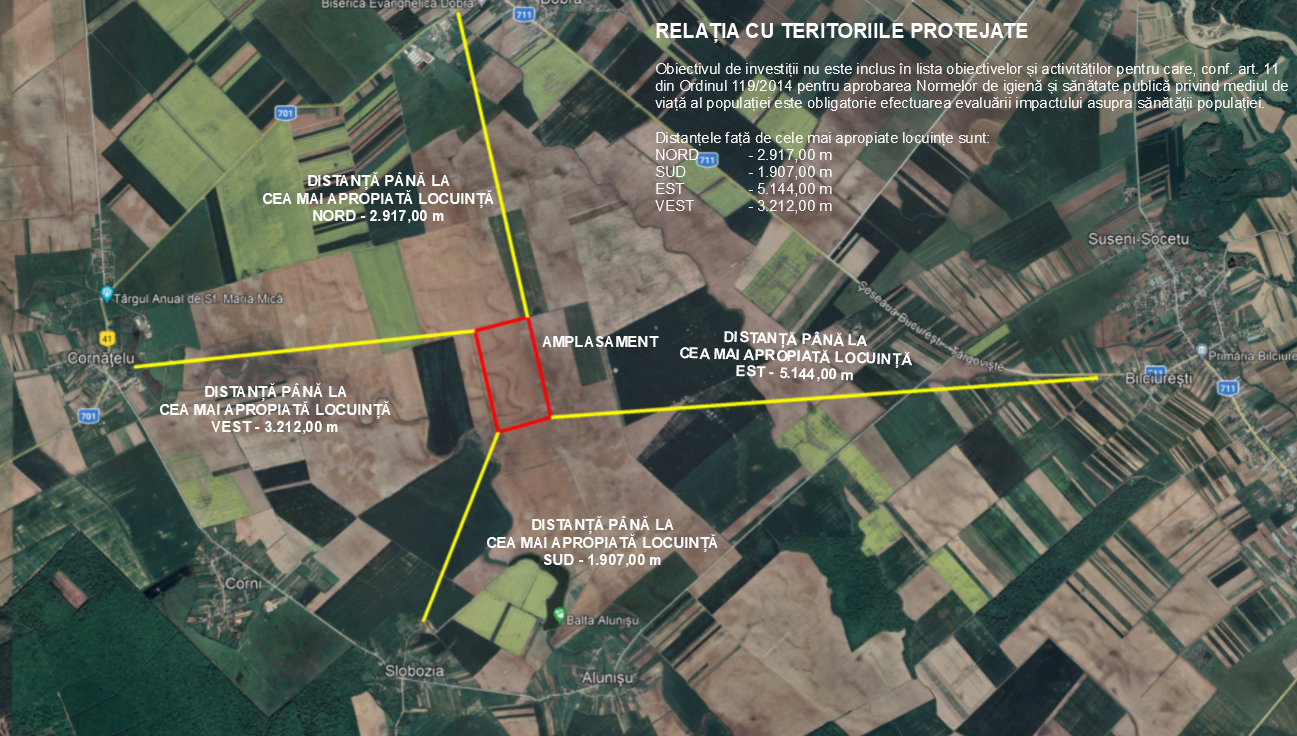 Biserica Evanghelică Dobra
Dobra
711
RELAȚIA CU TERITORIILE PROTEJATE
Obiectivul de investiții nu este inclus în lista obiectivelor și activităților pentru care, conf. art. 11
din Ordinul 119/2014 pentru aprobarea Normelor de igienă și sănătate publică privind mediul de
viață al populației este obligatorie efectuarea evaluării impactului asupra sănătății populației.
Distanțele față de cele mai apropiate locuințe sunt:
NORD - 2.917,00 m
711
SUD - 1.907,00 m
EST - 5.144,00 m
VEST - 3.212,00 m
701
DISTANȚĂ PÂNĂ LA
CEA MAI APROPIATĂ LOCUINȚĂ
NORD - 2.917,00 m
Suseni-Socetu
Târgul Anual de Sf. Maria Mică
Șoseaua București - Târgoviște
41
Cornățelu
AMPLASAMENT
DISTANȚĂ PÂNĂ LA
CEA MAI APROPIATĂ LOCUINȚĂ
EST - 5.144,00 m
Primăria Bilciure
711
Bilciurești
711
DISTANȚĂ PÂNĂ LA
CEA MAI APROPIATĂ LOCUINȚĂ
VEST - 3.212,00 m
701
DISTANȚĂ PÂNĂ LA
CEA MAI APROPIATĂ LOCUINȚĂ
SUD - 1.907,00 m
Corni
Balta Alunișu
Slobozia
Alunișu